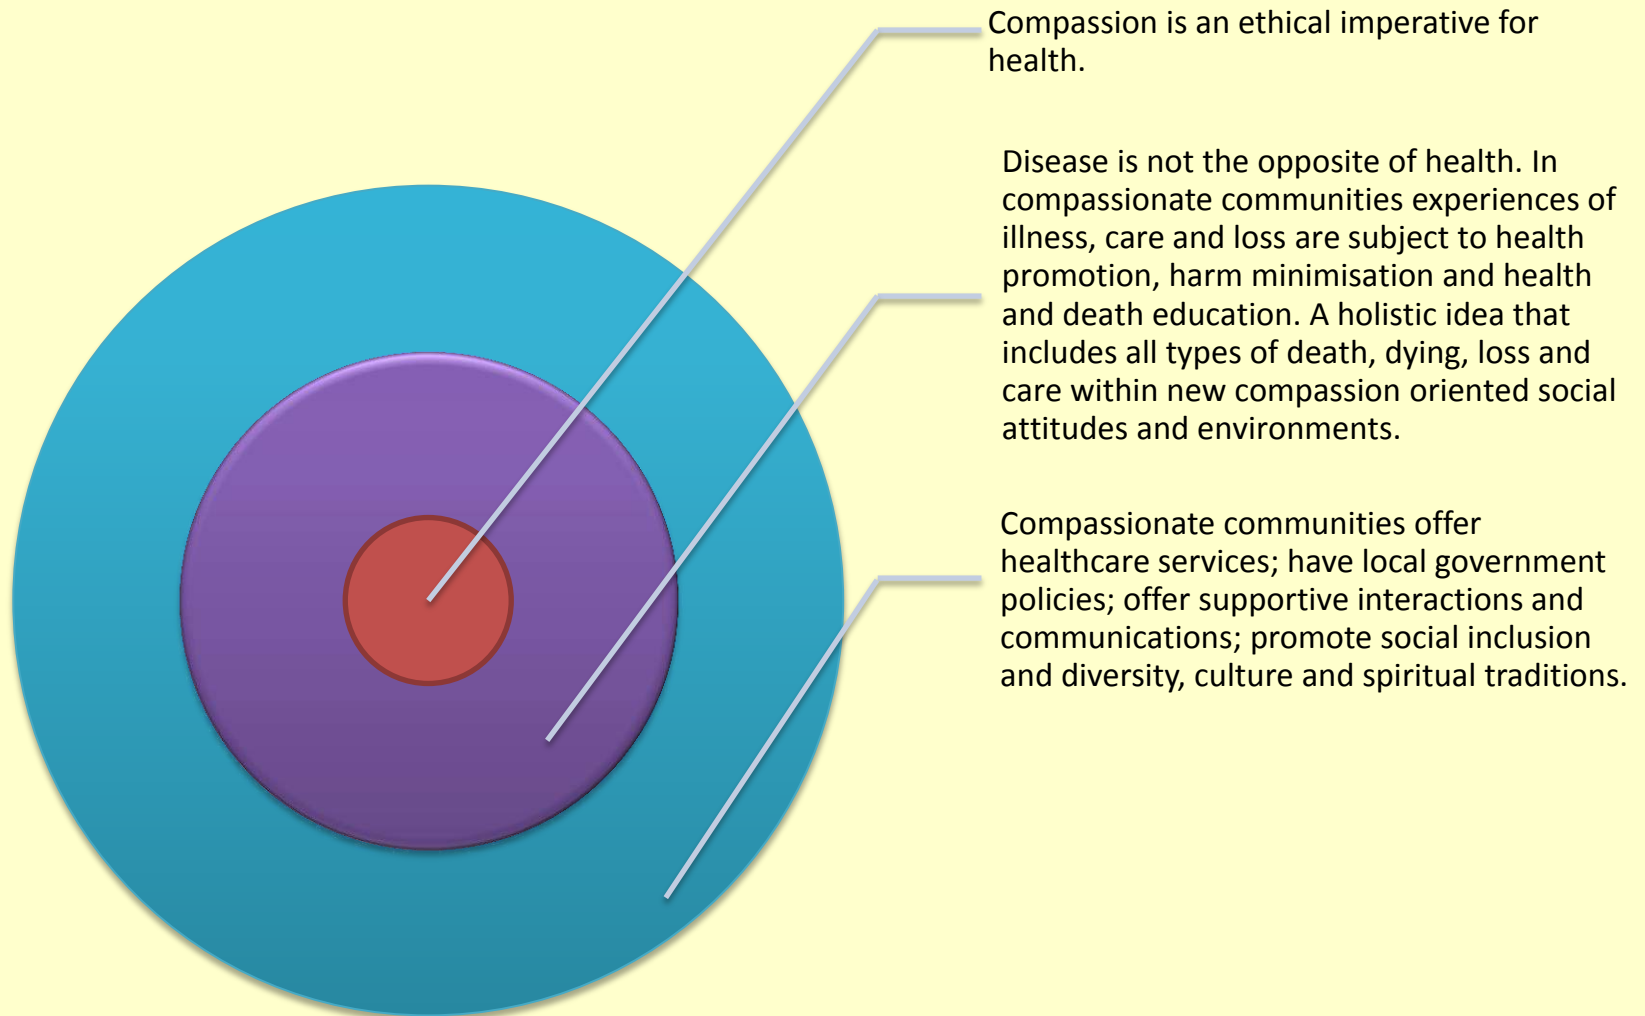 Compassion is an ethical imperative for
health.
Disease is not the opposite of health. In
compassionate communities experiences of
illness, care and loss are subject to health
promotion, harm minimisation and health
and death education. A holistic idea that
includes all types of death, dying, loss and
care within new compassion oriented social
attitudes and environments.
Compassionate communities offer
healthcare services; have local government
policies; offer supportive interactions and
communications; promote social inclusion
and diversity, culture and spiritual traditions.